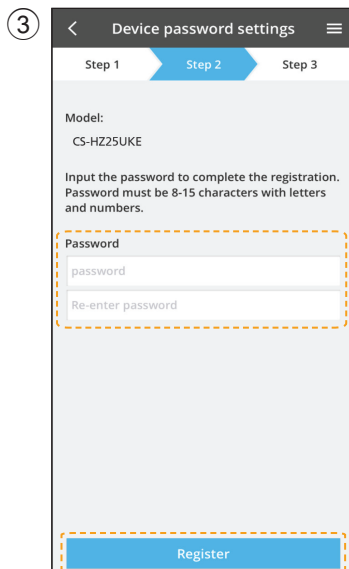 ③
Device password settings
Step 1 Step 2 Step 3
Model:
CS-HZ25UKE
Input the password to complete the registration.
Password must be 8-15 characters with letters
and numbers.
Password
password
Re-enter password
Register